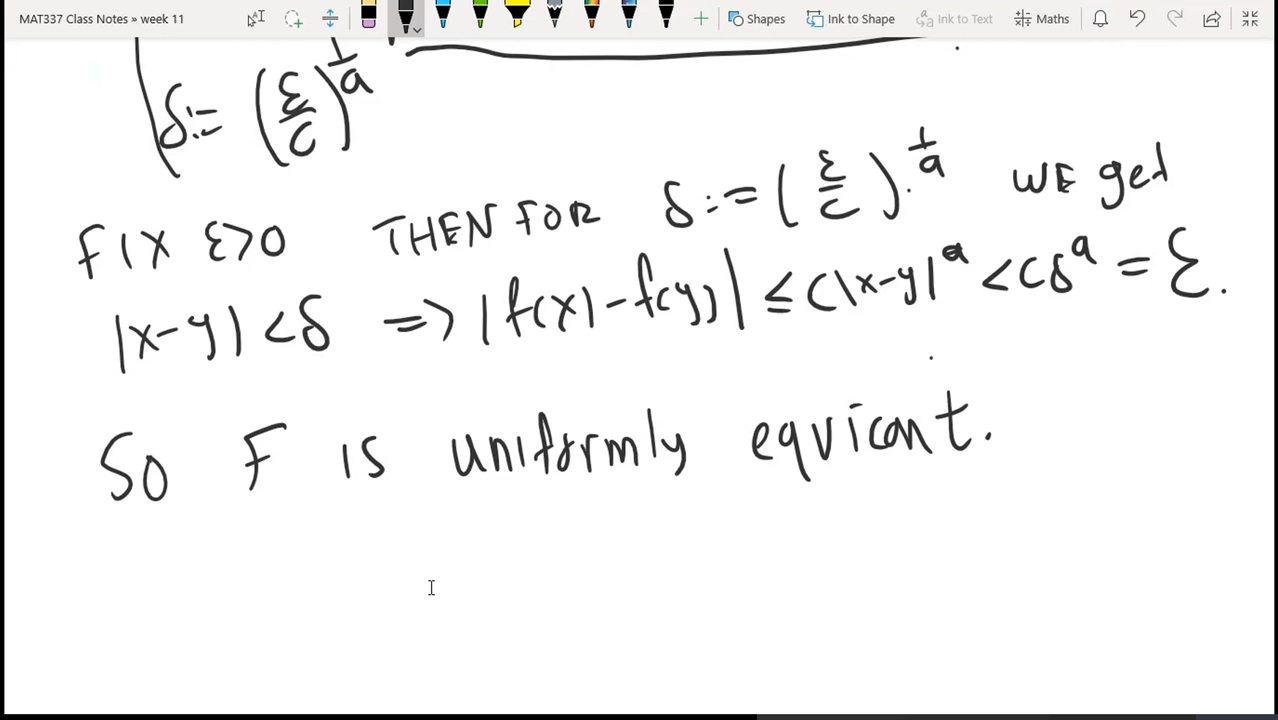 MAT337 Class Notes » week 11
Shapes
Ink to Shape
Ink to Text
Maths
δ:= (ε/c)^(1/a)
FIX ε>0 THEN FOR δ:= (ε/c)^(1/a) WE get
|x-y| < δ => |f(x) - f(y)| ≤ C|x-y|^a < Cδ^a = ε.
So F is uniformly equicont.